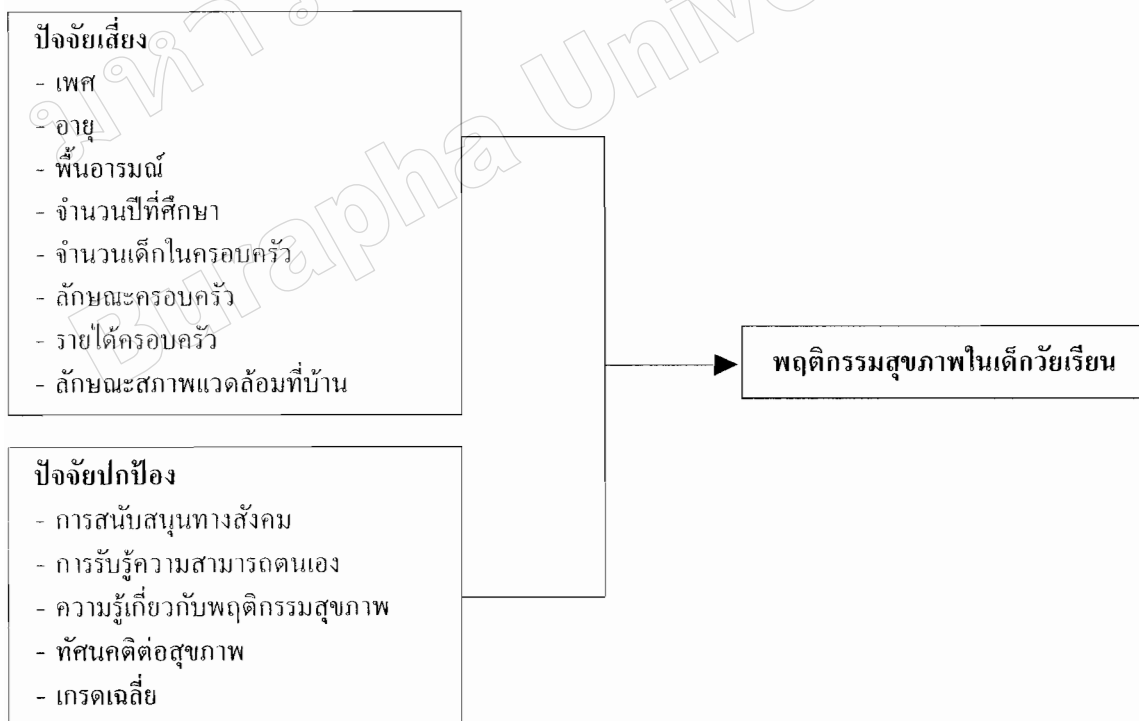 ปัจจัยเสี่ยง
- เพศ
- อายุ
- พื้นอารมณ์
- จำนวนปีที่ศึกษา
- จำนวนเด็กในครอบครัว
- ลักษณะครอบครัว
- รายได้ครอบครัว
- ลักษณะสภาพแวดล้อมที่บ้าน
พฤติกรรมสุขภาพในเด็กวัยเรียน
ปัจจัยปกป้อง
- การสนับสนุนทางสังคม
- การรับรู้ความสามารถตนเอง
- ความรู้เกี่ยวกับพฤติกรรมสุขภาพ
- ทัศนคติต่อสุขภาพ
- เกรดเฉลี่ย
Burapha Unive